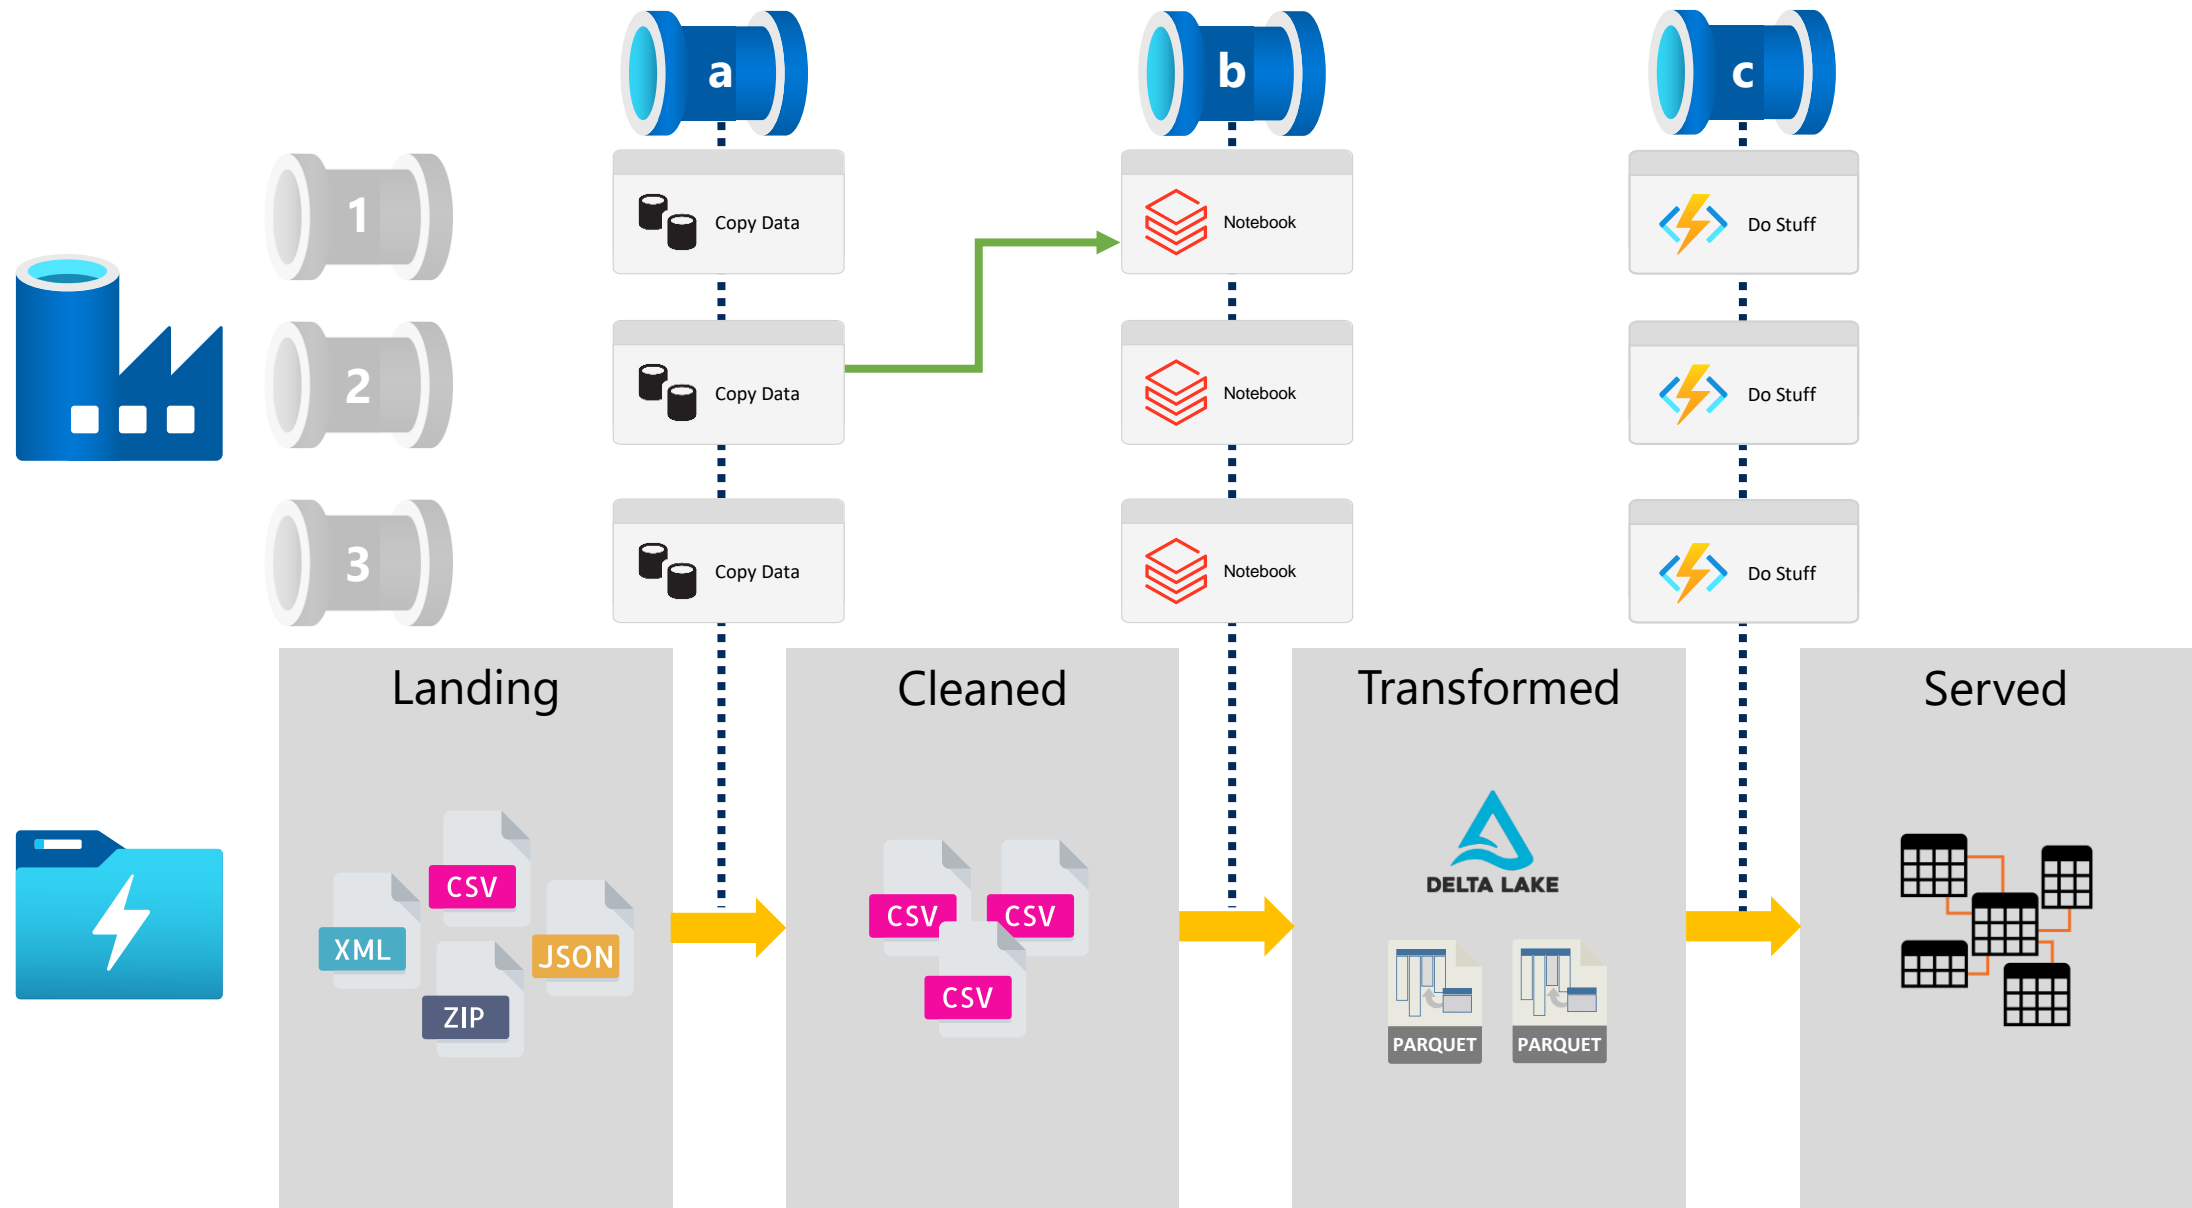 a
b
c
1
Copy Data
Notebook
Do Stuff
2
Copy Data
Notebook
Do Stuff
3
Copy Data
Notebook
Do Stuff
Landing
Cleaned
Transformed
Served
CSV
XML
JSON
ZIP
CSV
CSV
CSV
DELTA LAKE
PARQUET
PARQUET